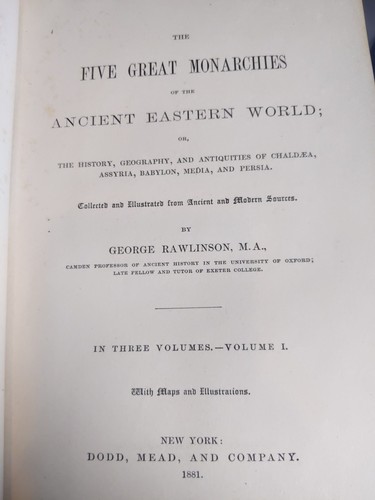 THE
FIVE GREAT MONARCHIES
OF THE
ANCIENT EASTERN WORLD;
OR,
THE HISTORY, GEOGRAPHY, AND ANTIQUITIES OF CHALDÆA,
ASSYRIA, BABYLON, MEDIA, AND PERSIA.
Collected and Illustrated from Ancient and Modern Sources.
BY
GEORGE RAWLINSON, M.A.,
CAMDEN PROFESSOR OF ANCIENT HISTORY IN THE UNIVERSITY OF OXFORD;
LATE FELLOW AND TUTOR OF EXETER COLLEGE.
IN THREE VOLUMES.—VOLUME I.
With Maps and Illustrations.
NEW YORK:
DODD, MEAD, AND COMPANY.
1881.